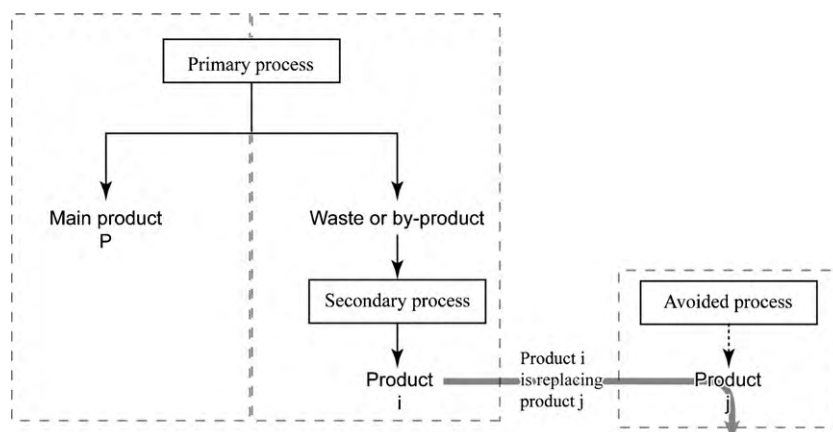 Primary process
Main product
P
Waste or by-product
Secondary process
Avoided process
Product
i
Product i
is replacing
product j
Product
j